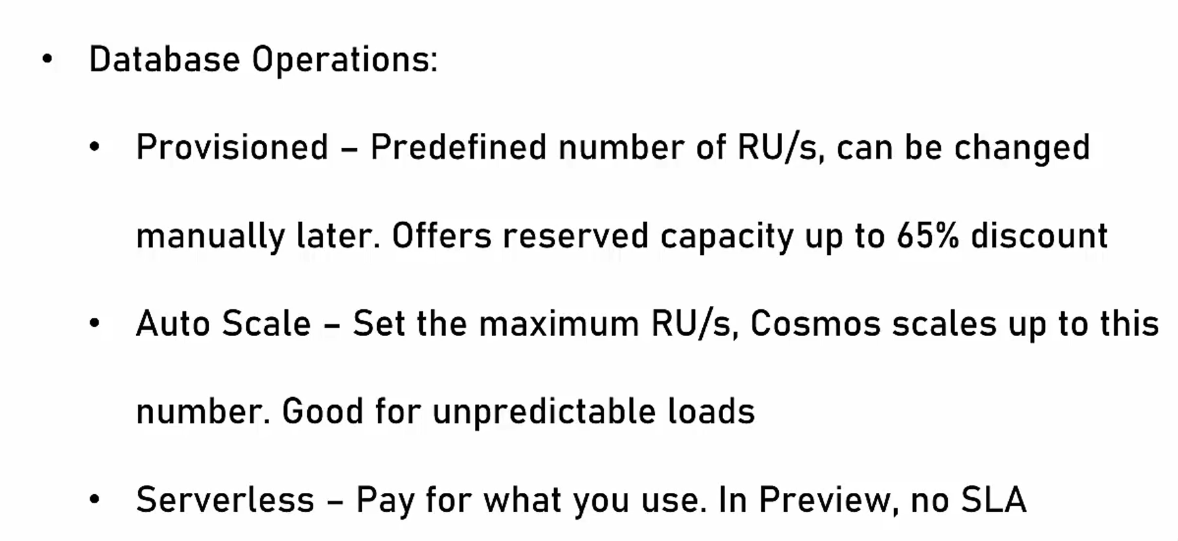 • Database Operations:
• Provisioned – Predefined number of RU/s, can be changed
manually later. Offers reserved capacity up to 65% discount
• Auto Scale – Set the maximum RU/s, Cosmos scales up to this
number. Good for unpredictable loads
• Serverless – Pay for what you use. In Preview, no SLA